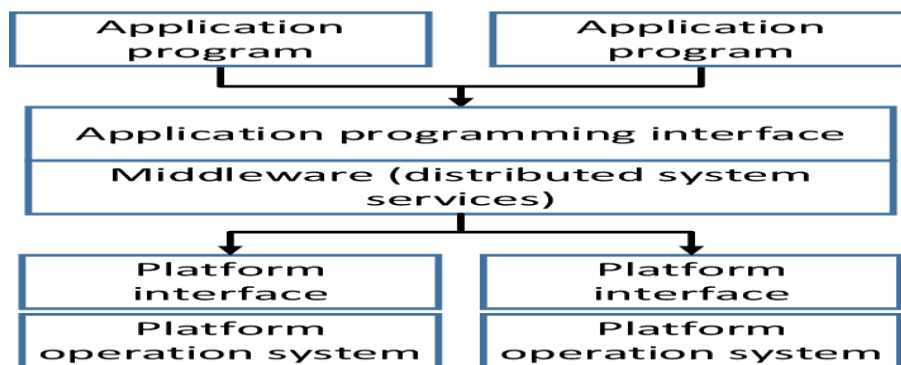 Application
program
Application
program
Application programming interface
Middleware (distributed system
services)
Platform
interface
Platform
interface
Platform
operation system
Platform
operation system